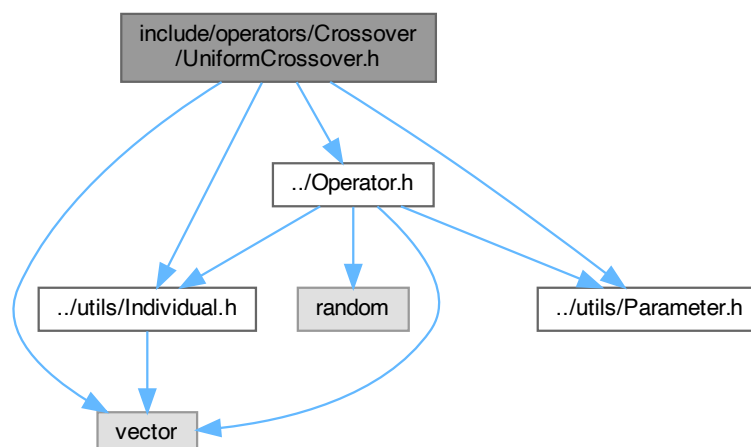 include/operators/Crossover
/UniformCrossover.h
../Operator.h
../utils/Individual.h
random
../utils/Parameter.h
vector